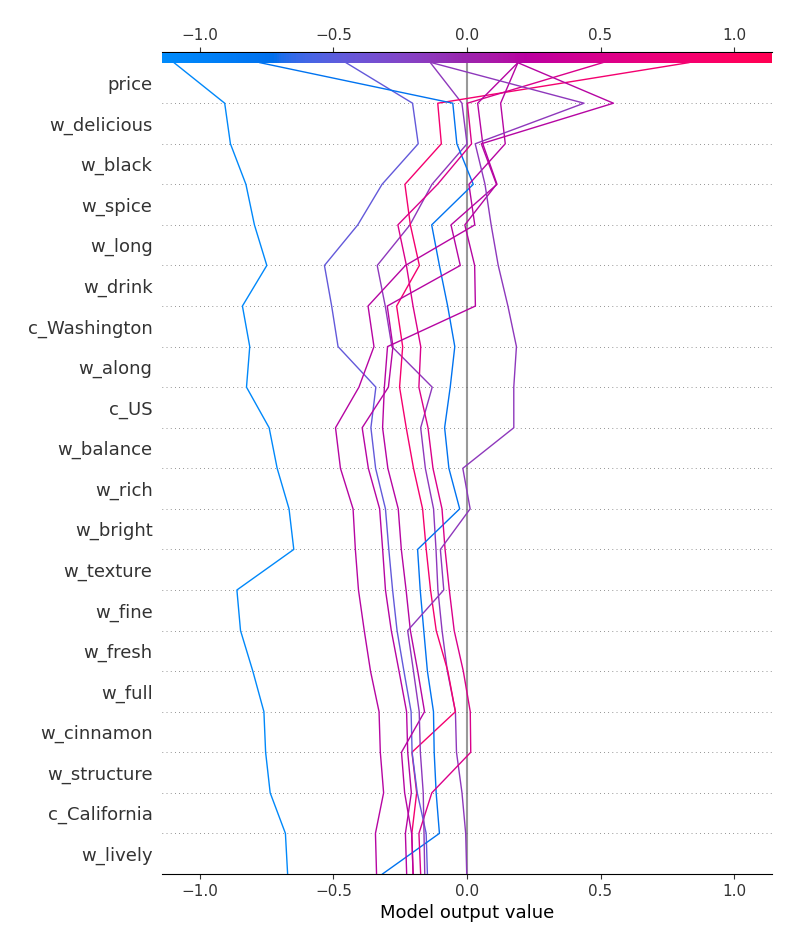 −1.0 −0.5 0.0 0.5 1.0
price
w_delicious
w_black
w_spice
w_long
w_drink
c_Washington
w_along
c_US
w_balance
w_rich
w_bright
w_texture
w_fine
w_fresh
w_full
w_cinnamon
w_structure
c_California
w_lively
−1.0 −0.5 0.0 0.5 1.0
Model output value